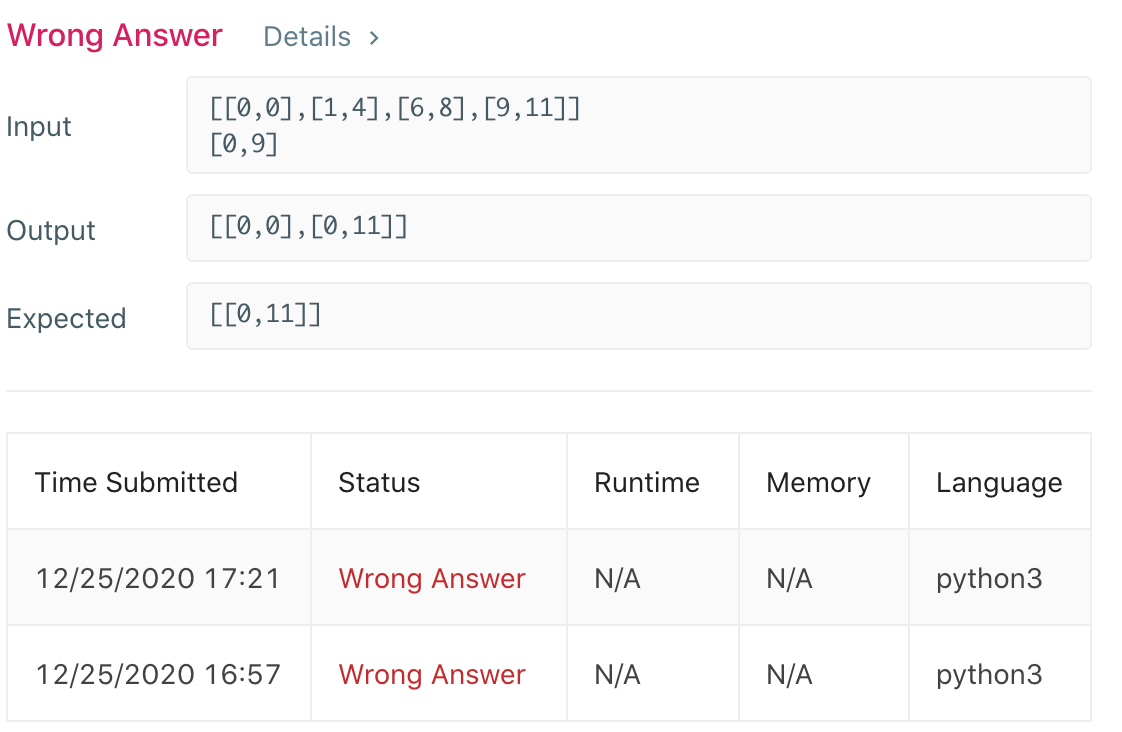 Wrong Answer Details >
Input
[[0,0],[1,4],[6,8],[9,11]]
[0,9]
Output
[[0,0],[0,11]]
Expected
[[0,11]]
Time Submitted Status Runtime Memory Language
12/25/2020 17:21 Wrong Answer N/A N/A python3
12/25/2020 16:57 Wrong Answer N/A N/A python3